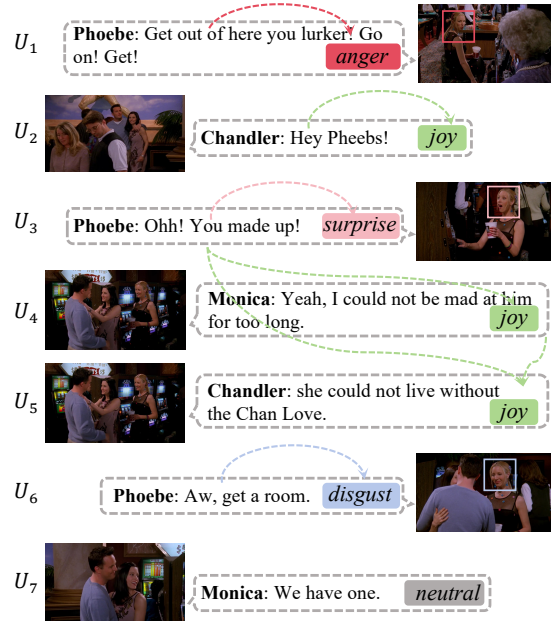 U1
Phoebe: Get out of here you lurker! Go
on! Get!
anger
U2
Chandler: Hey Pheebs!
joy
U3
Phoebe: Ohh! You made up!
surprise
U4
Monica: Yeah, I could not be mad at him
for too long.
joy
U5
Chandler: she could not live without
the Chan Love.
joy
U6
Phoebe: Aw, get a room.
disgust
U7
Monica: We have one.
neutral